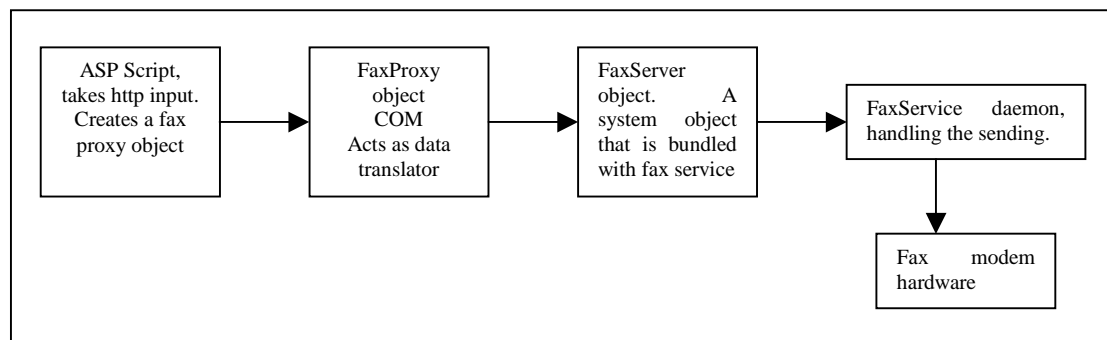 ASP Script,
takes http input.
Creates a fax
proxy object
FaxProxy
object
COM
Acts as data
translator
FaxServer
object. A
system object
that is bundled
with fax service
FaxService daemon,
handling the sending.
Fax modem
hardware